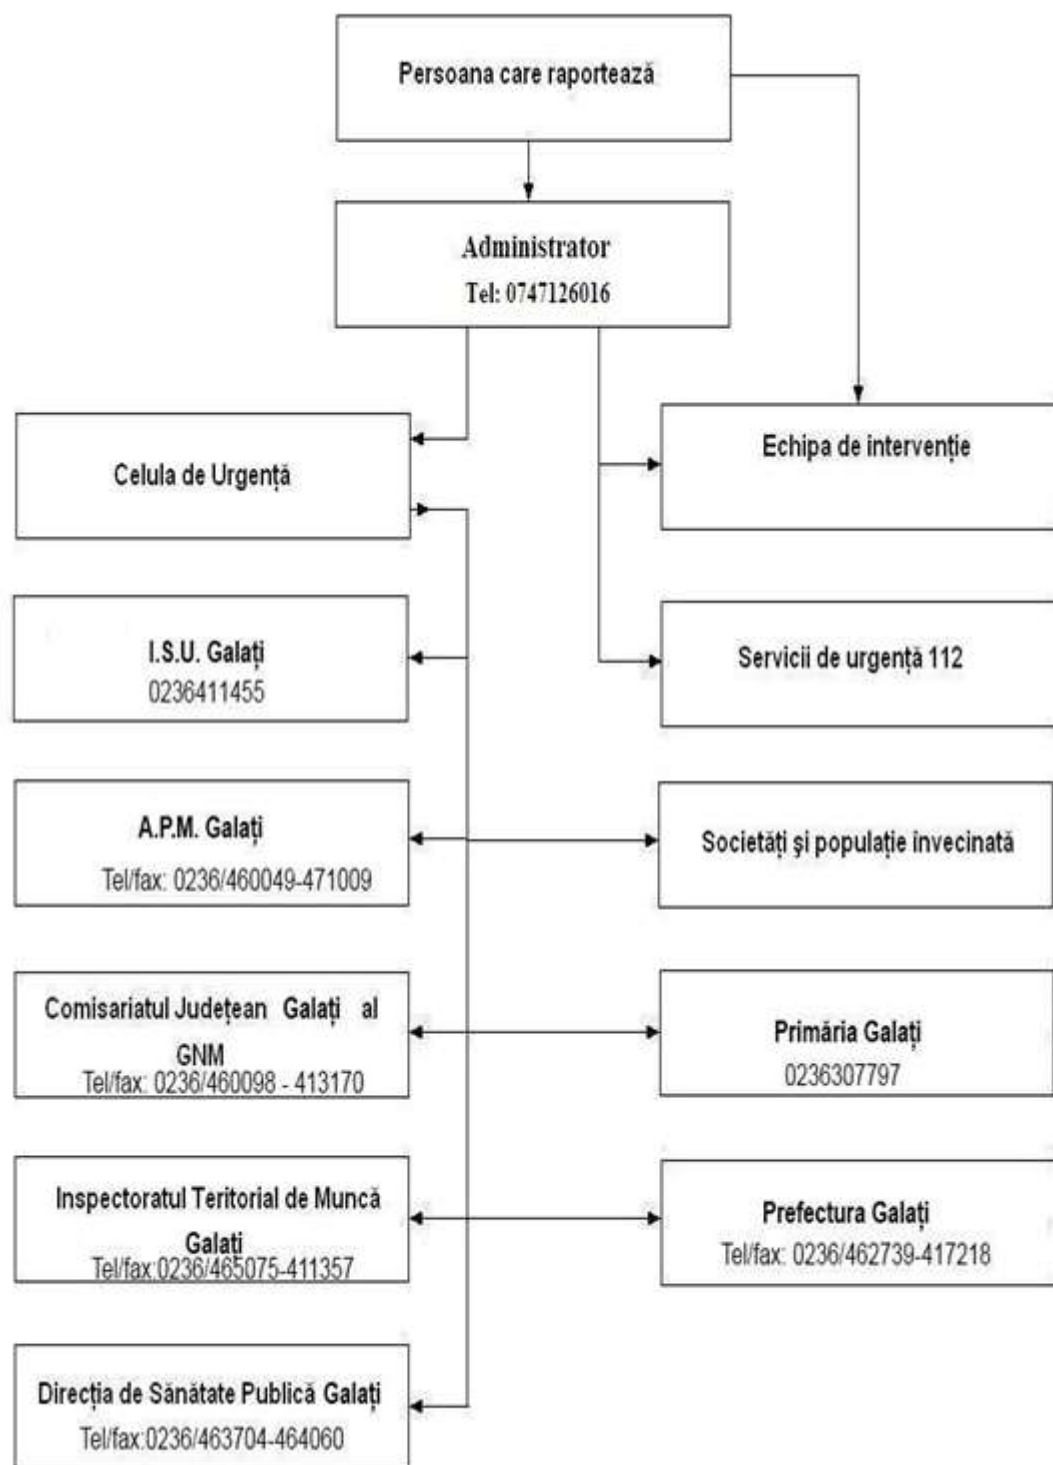 Persoana care raportează
Administrator
Tel: 0747126016
Celula de Urgență
Echipa de intervenție
I.S.U. Galați
0236411455
Servicii de urgență 112
A.P.M. Galați
Tel/fax: 0236/460049-471009
Societăți şi populație invecinată
Comisariatul Județean Galați al
GNM
Tel/fax: 0236/460098 - 413170
Primăria Galați
0236307797
Inspectoratul Teritorial de Muncă
Galați
Tel/fax:0236/465075-411357
Prefectura Galați
Tel/fax: 0236/462739-417218
Direcția de Sănătate Publică Galați
Tel/fax:0236/463704-464060